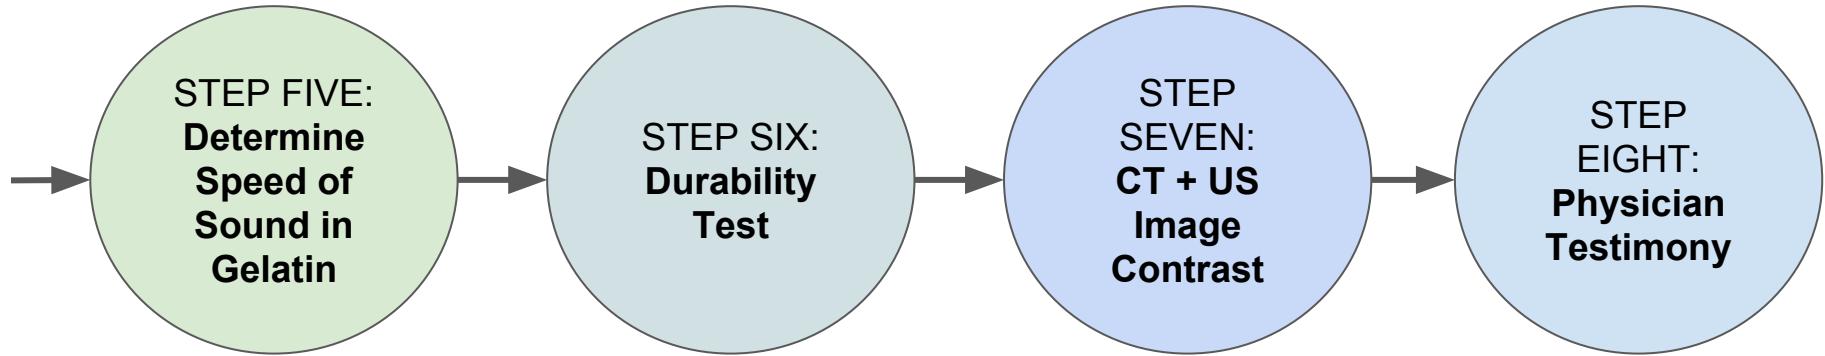 STEP FIVE:
Determine
Speed of
Sound in
Gelatin
STEP SIX:
Durability
Test
STEP
SEVEN:
CT + US
Image
Contrast
STEP
EIGHT:
Physician
Testimony